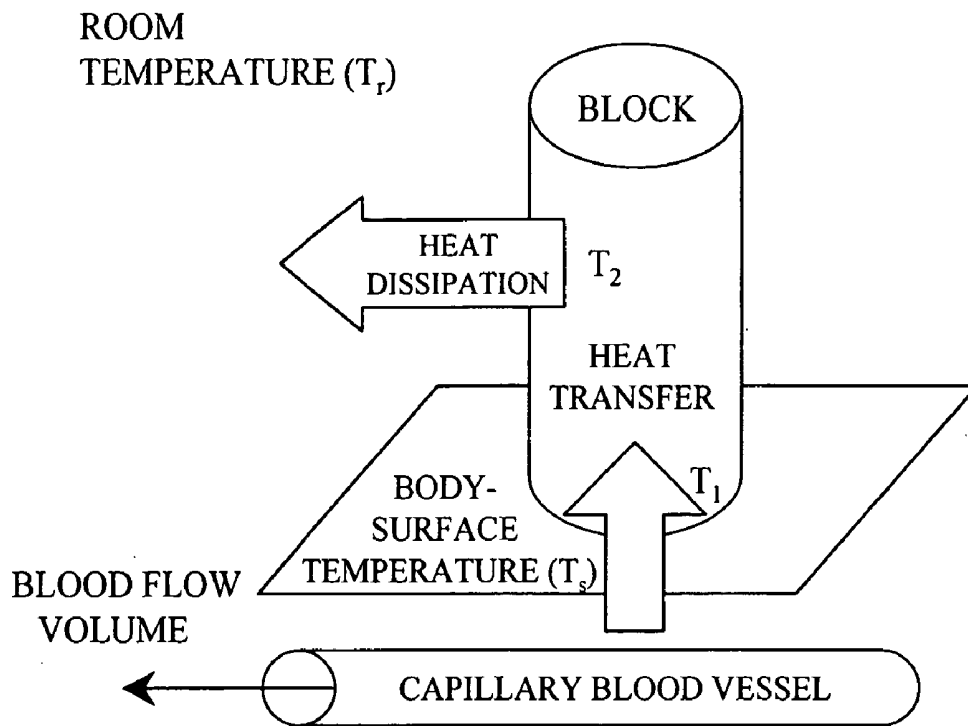 ROOM
TEMPERATURE (Tᵣ)
BLOCK
HEAT
DISSIPATION
T₂
HEAT
TRANSFER
T₁
BODY-
SURFACE
TEMPERATURE (Tₛ)
BLOOD FLOW
VOLUME
CAPILLARY BLOOD VESSEL